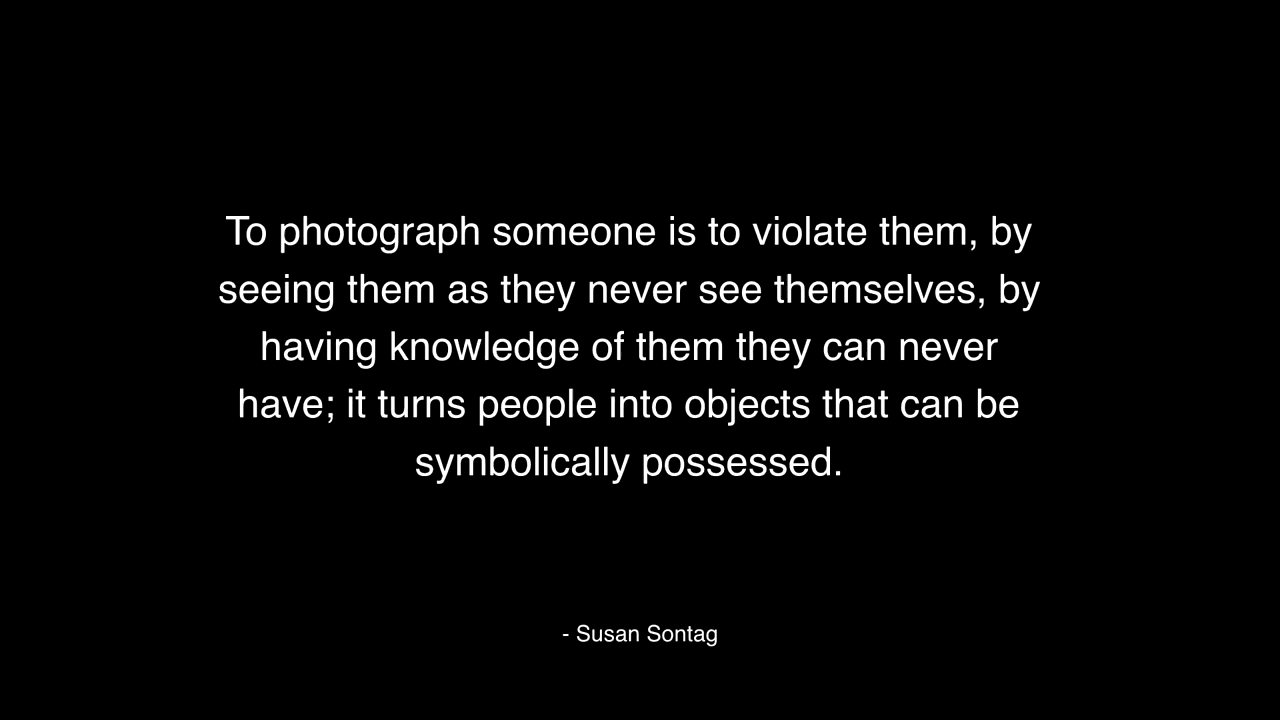 To photograph someone is to violate them, by
seeing them as they never see themselves, by
having knowledge of them they can never
have; it turns people into objects that can be
symbolically possessed.
- Susan Sontag